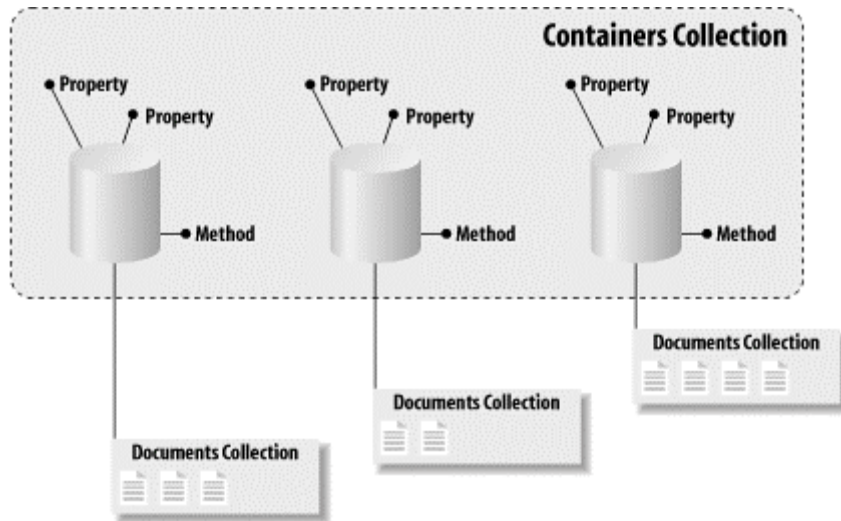 Containers Collection
Property
Property
Method
Property
Property
Method
Property
Property
Method
Documents Collection
Documents Collection
Documents Collection